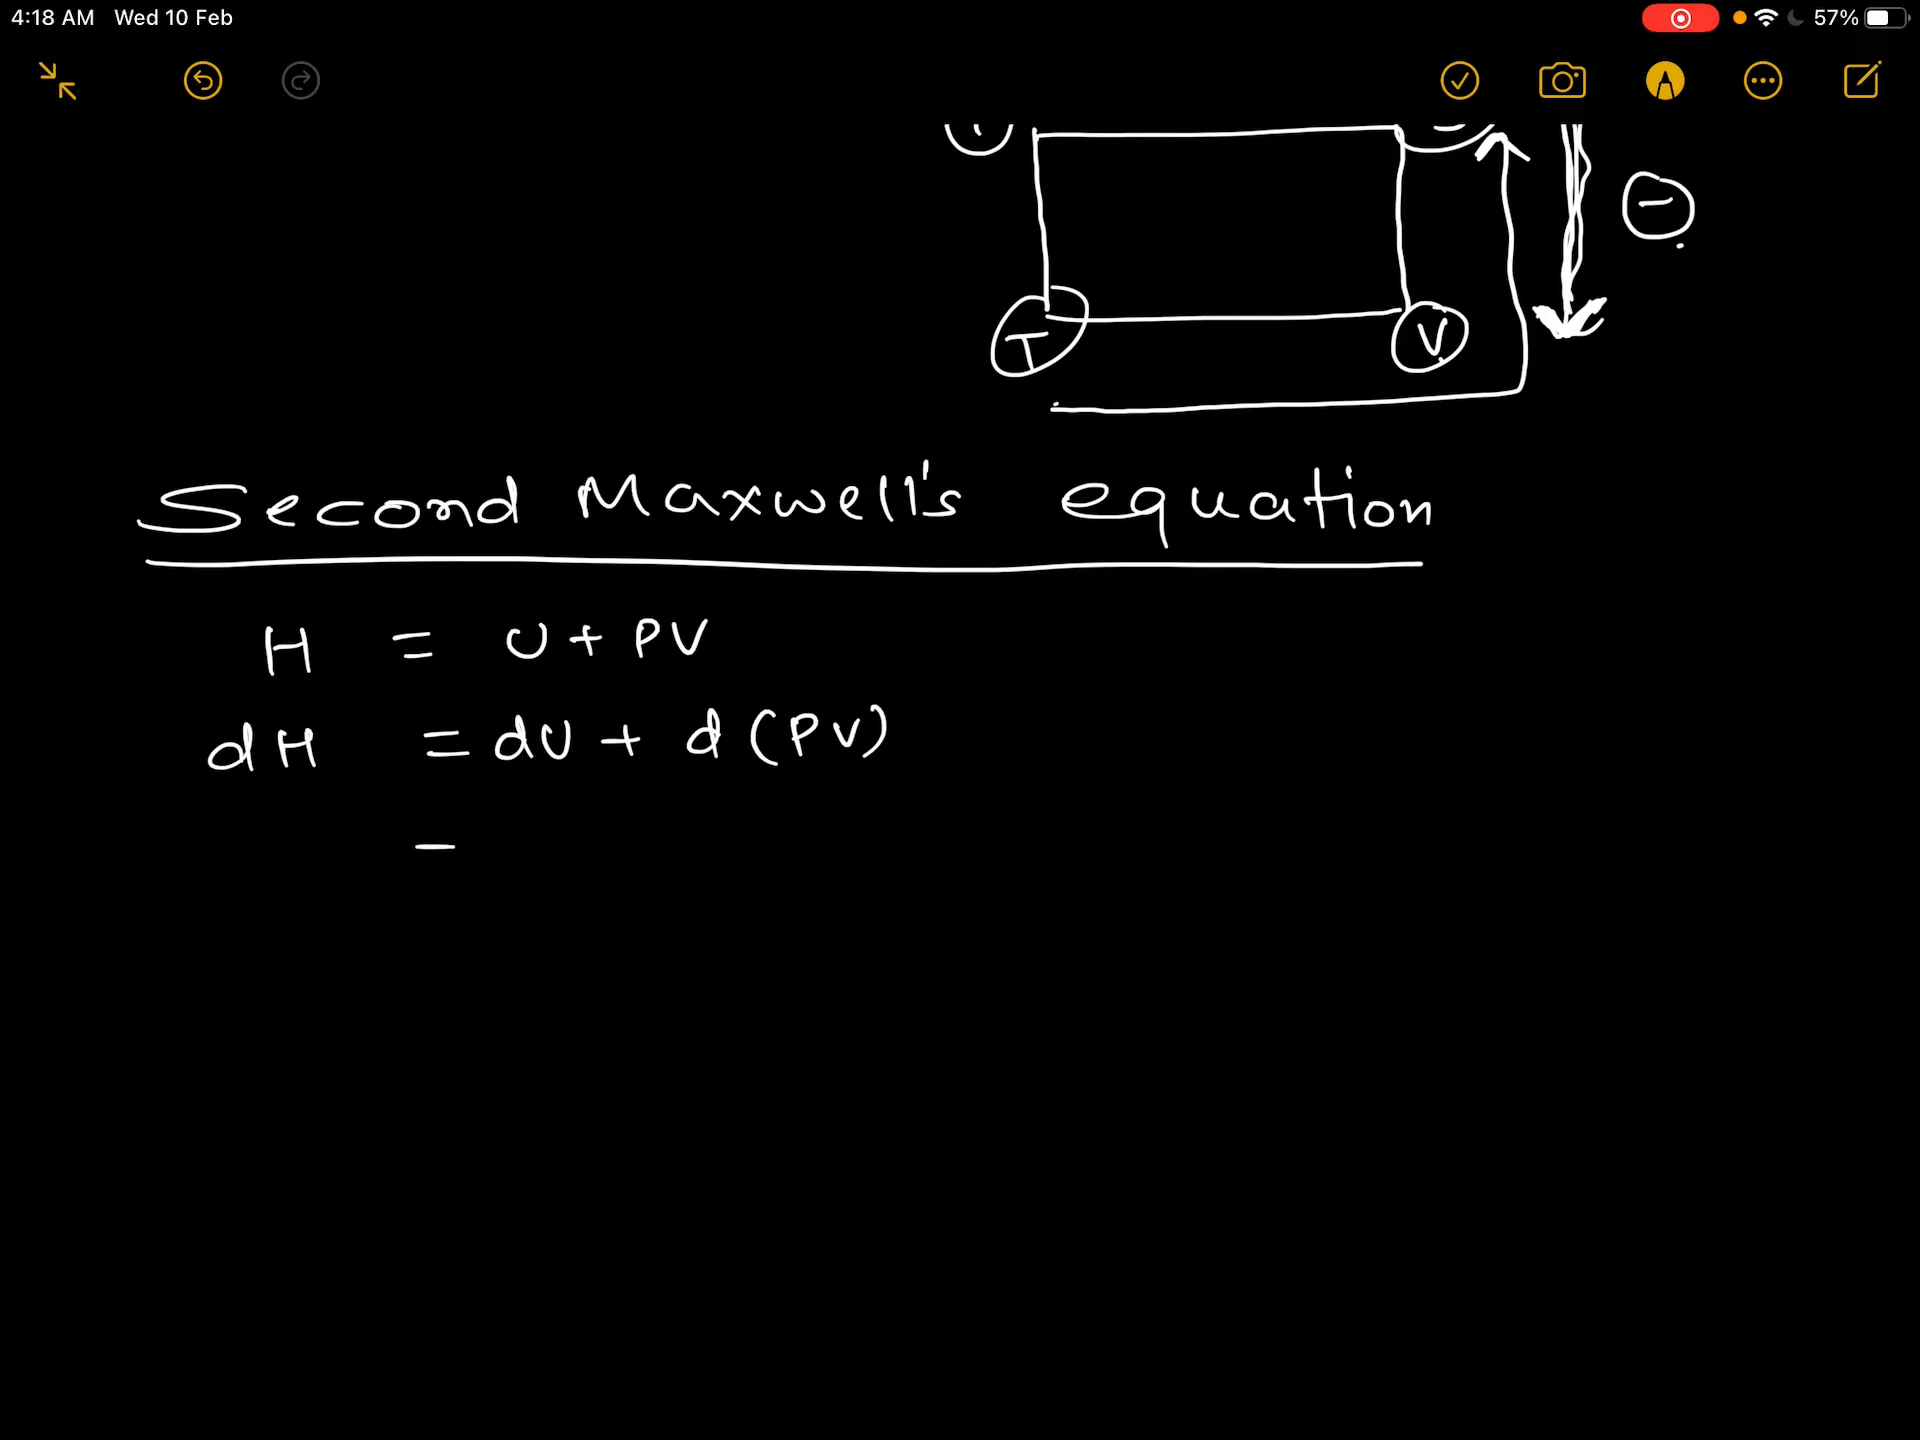 4:18 AM Wed 10 Feb 57%
T V
Second Maxwell's equation
H = U + PV
dH = dU + d(PV)